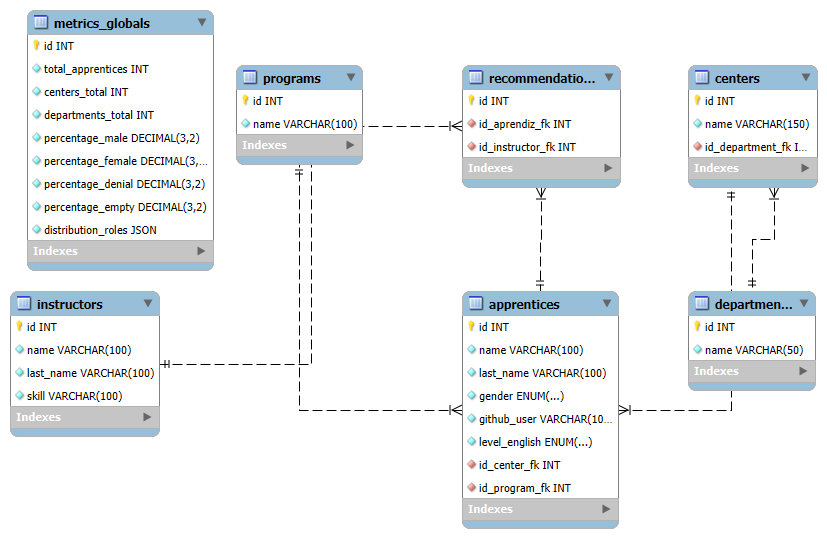 metrics_globals
id INT
total_apprentices INT
centers_total INT
departments_total INT
percentage_male DECIMAL(3,2)
percentage_female DECIMAL(3,...
percentage_denial DECIMAL(3,2)
percentage_empty DECIMAL(3,2)
distribution_roles JSON
Indexes
programs
id INT
name VARCHAR(100)
Indexes
recommendatio...
id INT
id_aprendiz_fk INT
id_instructor_fk INT
Indexes
centers
id INT
name VARCHAR(150)
id_department_fk I...
Indexes
instructors
id INT
name VARCHAR(100)
last_name VARCHAR(100)
skill VARCHAR(100)
Indexes
apprentices
id INT
name VARCHAR(100)
last_name VARCHAR(100)
gender ENUM(...)
github_user VARCHAR(10...
level_english ENUM(...)
id_center_fk INT
id_program_fk INT
Indexes
departmen...
id INT
name VARCHAR(50)
Indexes